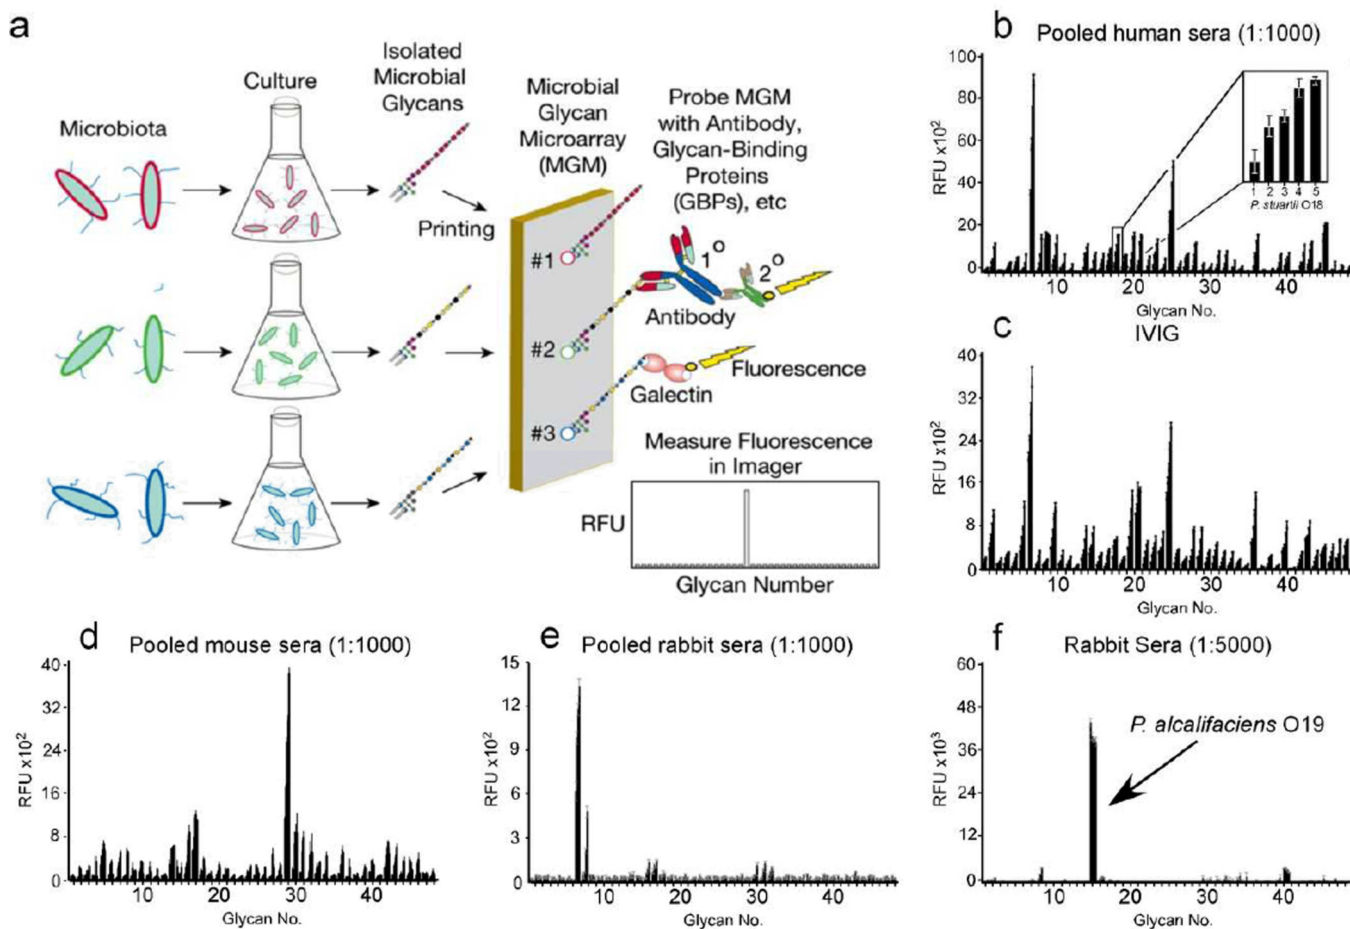 a
Microbiota
Culture
Isolated
Microbial
Glycans
Printing
Microbial
Glycan
Microarray
(MGM)
Probe MGM
with Antibody,
Glycan-Binding
Proteins
(GBPs), etc
#1
#2
#3
1o
2o
Antibody
Galectin
Fluorescence
Measure Fluorescence
in Imager
RFU
Glycan Number
b
Pooled human sera (1:1000)
RFU x10²
100
80
60
40
20
0
10
20
30
40
Glycan No.
1 2 3 4 5
P. stuartii O18
c
IVIG
RFU x10²
40
32
24
16
8
0
10
20
30
40
Glycan No.
d
Pooled mouse sera (1:1000)
RFU x10²
40
32
24
16
8
0
10
20
30
40
Glycan No.
e
Pooled rabbit sera (1:1000)
RFU x10²
15
12
9
6
3
0
10
20
30
40
Glycan No.
f
Rabbit Sera (1:5000)
RFU x10³
60
48
36
24
12
0
10
20
30
40
Glycan No.
P. alcalifaciens O19